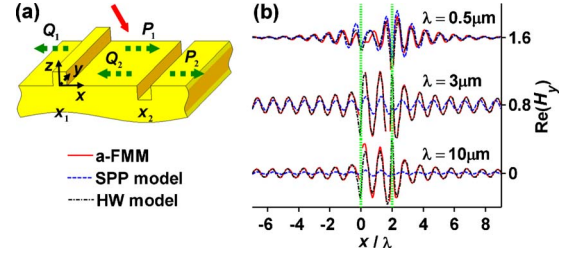 (a)
Q1
P1
Q2
P2
z
y
x
x1
x2
a-FMM
SPP model
HW model
(b)
λ = 0.5μm
λ = 3μm
λ = 10μm
1.6
0.8
0
Re(Hy)
-6 -4 -2 0 2 4 6 8
x / λ